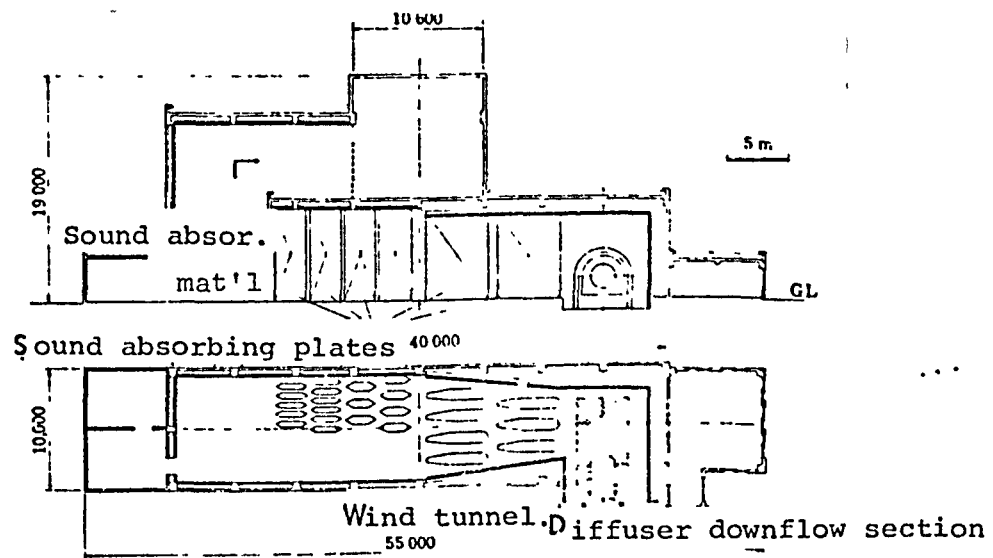 10 600
5 m
19 000
Sound absor.
mat'l
GL
Sound absorbing plates
40 000
10,600
Wind tunnel.
Diffuser downflow section
55 000